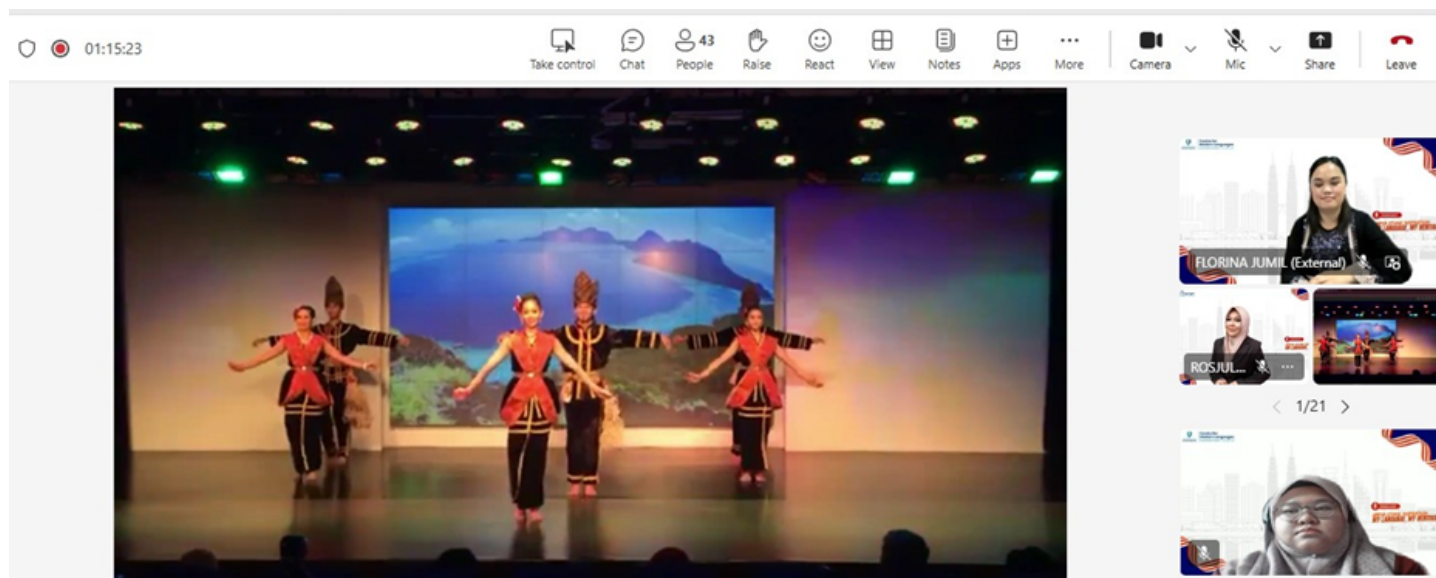 01:15:23
Take control
Chat
43
People
Raise
React
View
Notes
Apps
More
Camera
Mic
Share
Leave
FLORINA JUMIL (External)
ROSJUL...
1/21